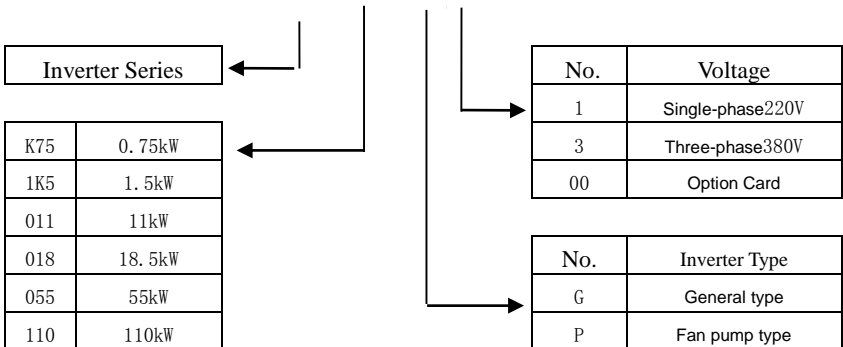 Inverter Series
K75 0.75kW
1K5 1.5kW
011 11kW
018 18.5kW
055 55kW
110 110kW
No. Voltage
1 Single-phase220V
3 Three-phase380V
00 Option Card
No. Inverter Type
G General type
P Fan pump type